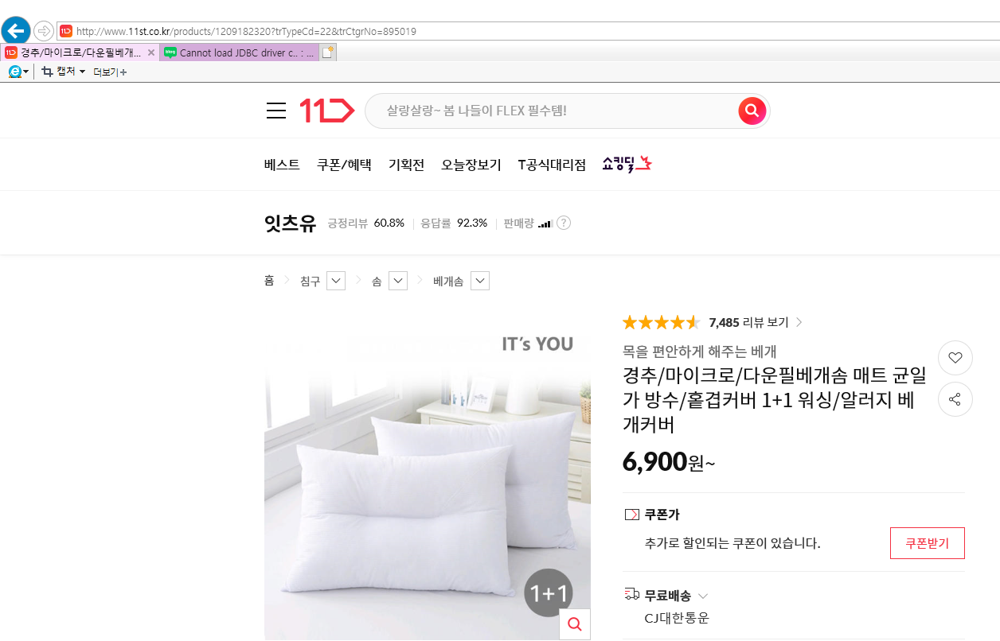 http://www.11st.co.kr/products/1209182320?trTypeCd=22&trCtgrNo=895019
경추/마이크로/다운필베개... Cannot load JDBC driver c.. : ...
캡처 더보기+
11
살랑살랑~ 봄 나들이 FLEX 필수템!
베스트 쿠폰/혜택 기획전 오늘장보기 T공식대리점 쇼킹딜
잇츠유 긍정리뷰 60.8% 응답률 92.3% 판매량 ?
홈 침구 솜 베개솜
7,485 리뷰 보기
IT's YOU
목을 편안하게 해주는 베개
경추/마이크로/다운필베개솜 매트 균일
가 방수/홑겹커버 1+1 워싱/알러지 베
개커버
6,900원~
쿠폰가
추가로 할인되는 쿠폰이 있습니다. 쿠폰받기
1+1
무료배송
CJ대한통운